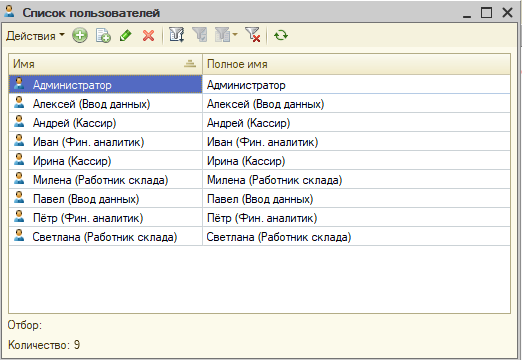 Список пользователей
Действия
Имя Полное имя
Администратор Администратор
Алексей (Ввод данных) Алексей (Ввод данных)
Андрей (Кассир) Андрей (Кассир)
Иван (Фин. аналитик) Иван (Фин. аналитик)
Ирина (Кассир) Ирина (Кассир)
Милена (Работник склада) Милена (Работник склада)
Павел (Ввод данных) Павел (Ввод данных)
Пётр (Фин. аналитик) Пётр (Фин. аналитик)
Светлана (Работник склада) Светлана (Работник склада)
Отбор:
Количество: 9